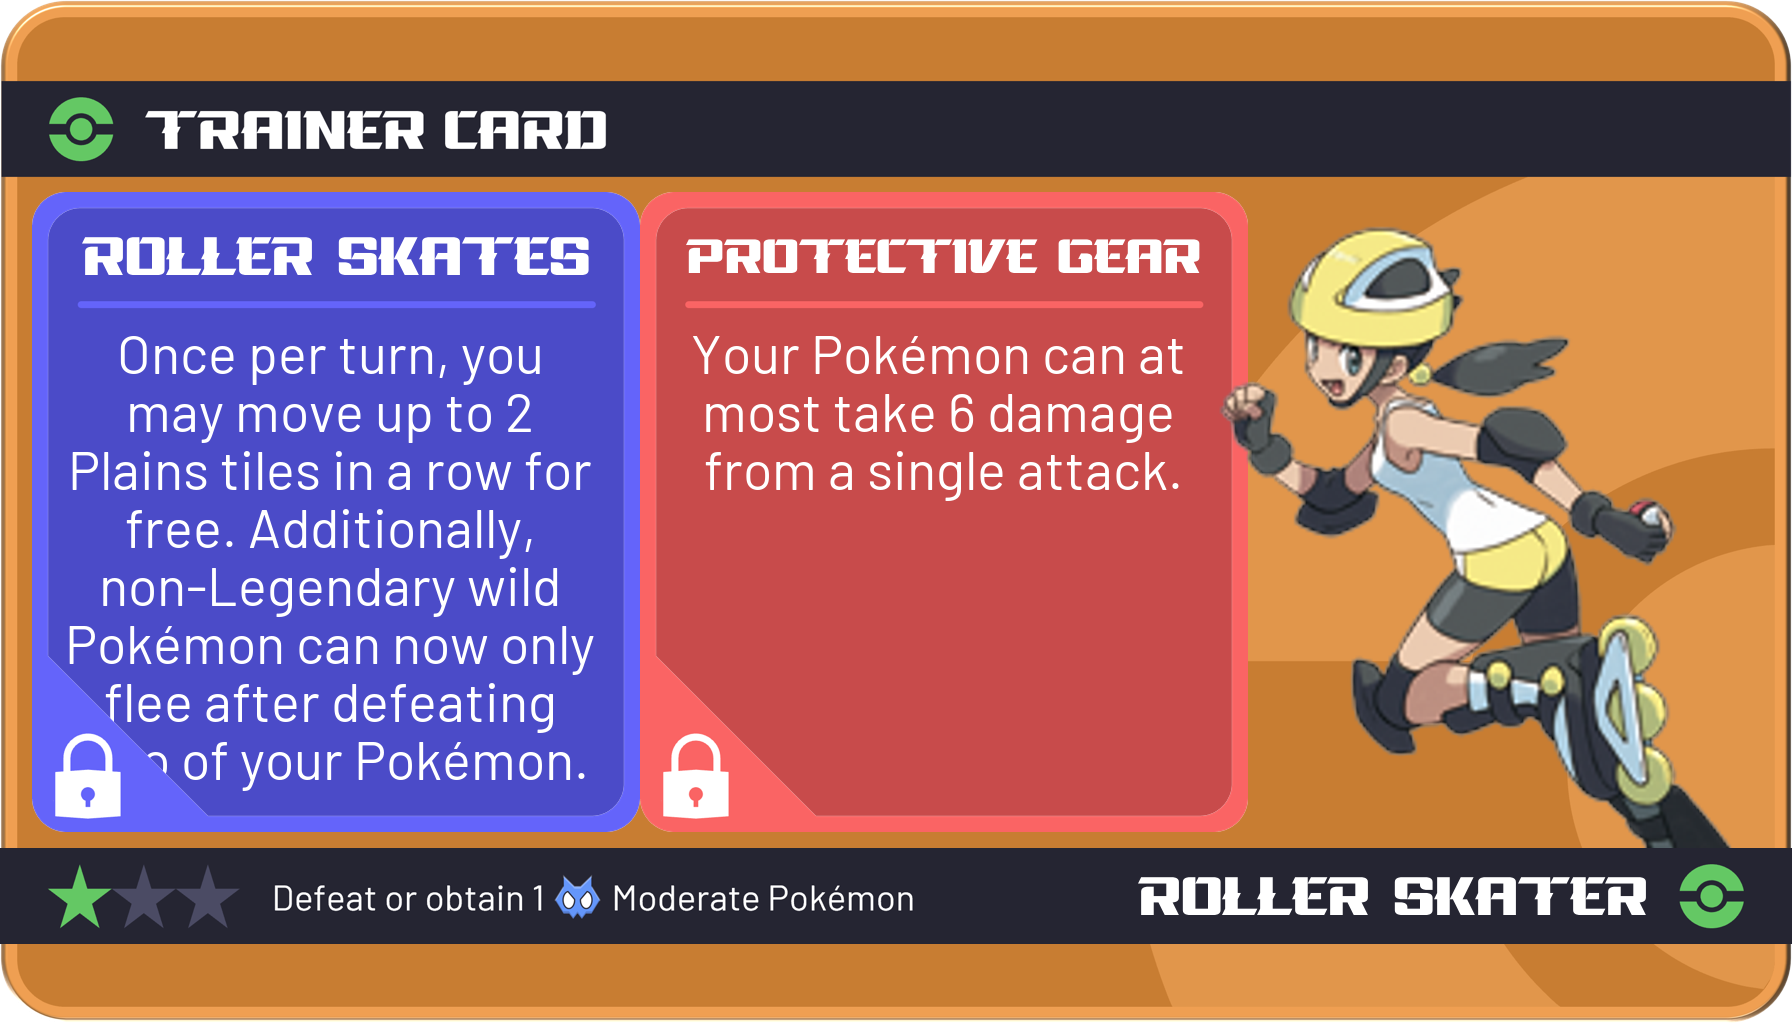 TRAINER CARD
ROLLER SKATES
Once per turn, you
may move up to 2
Plains tiles in a row for
free. Additionally,
non-Legendary wild
Pokémon can now only
flee after defeating
of your Pokémon.
PROTECTIVE GEAR
Your Pokémon can at
most take 6 damage
from a single attack.
Defeat or obtain 1 Moderate Pokémon
ROLLER SKATER